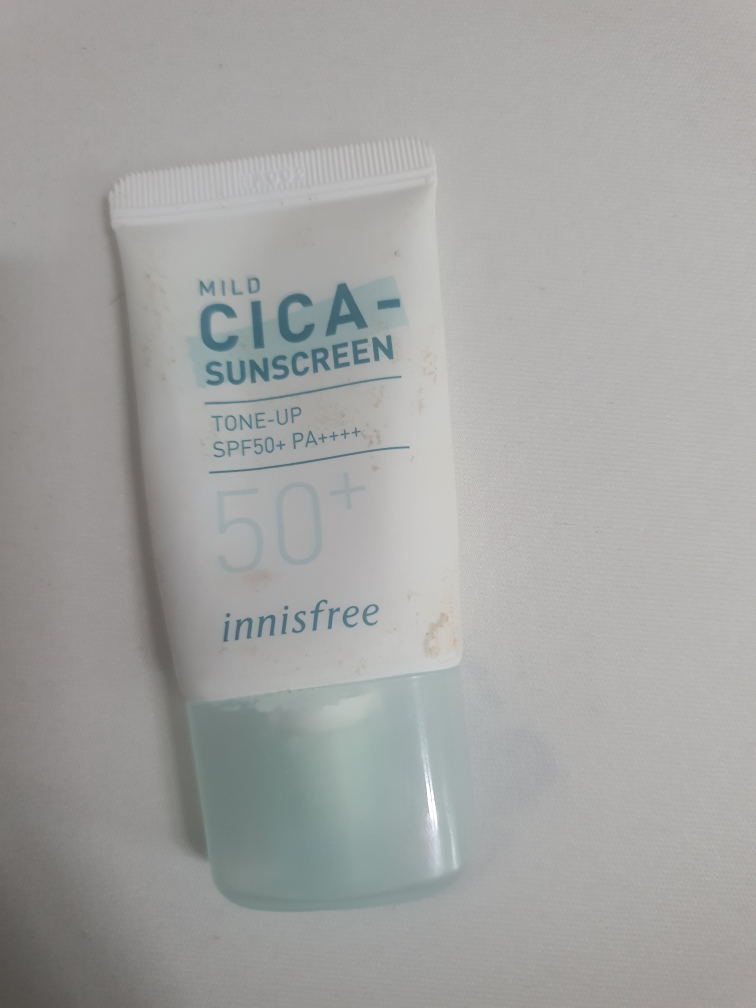 MILD
CICA-
SUNSCREEN
TONE-UP
SPF50+ PA++++
50+
innisfree